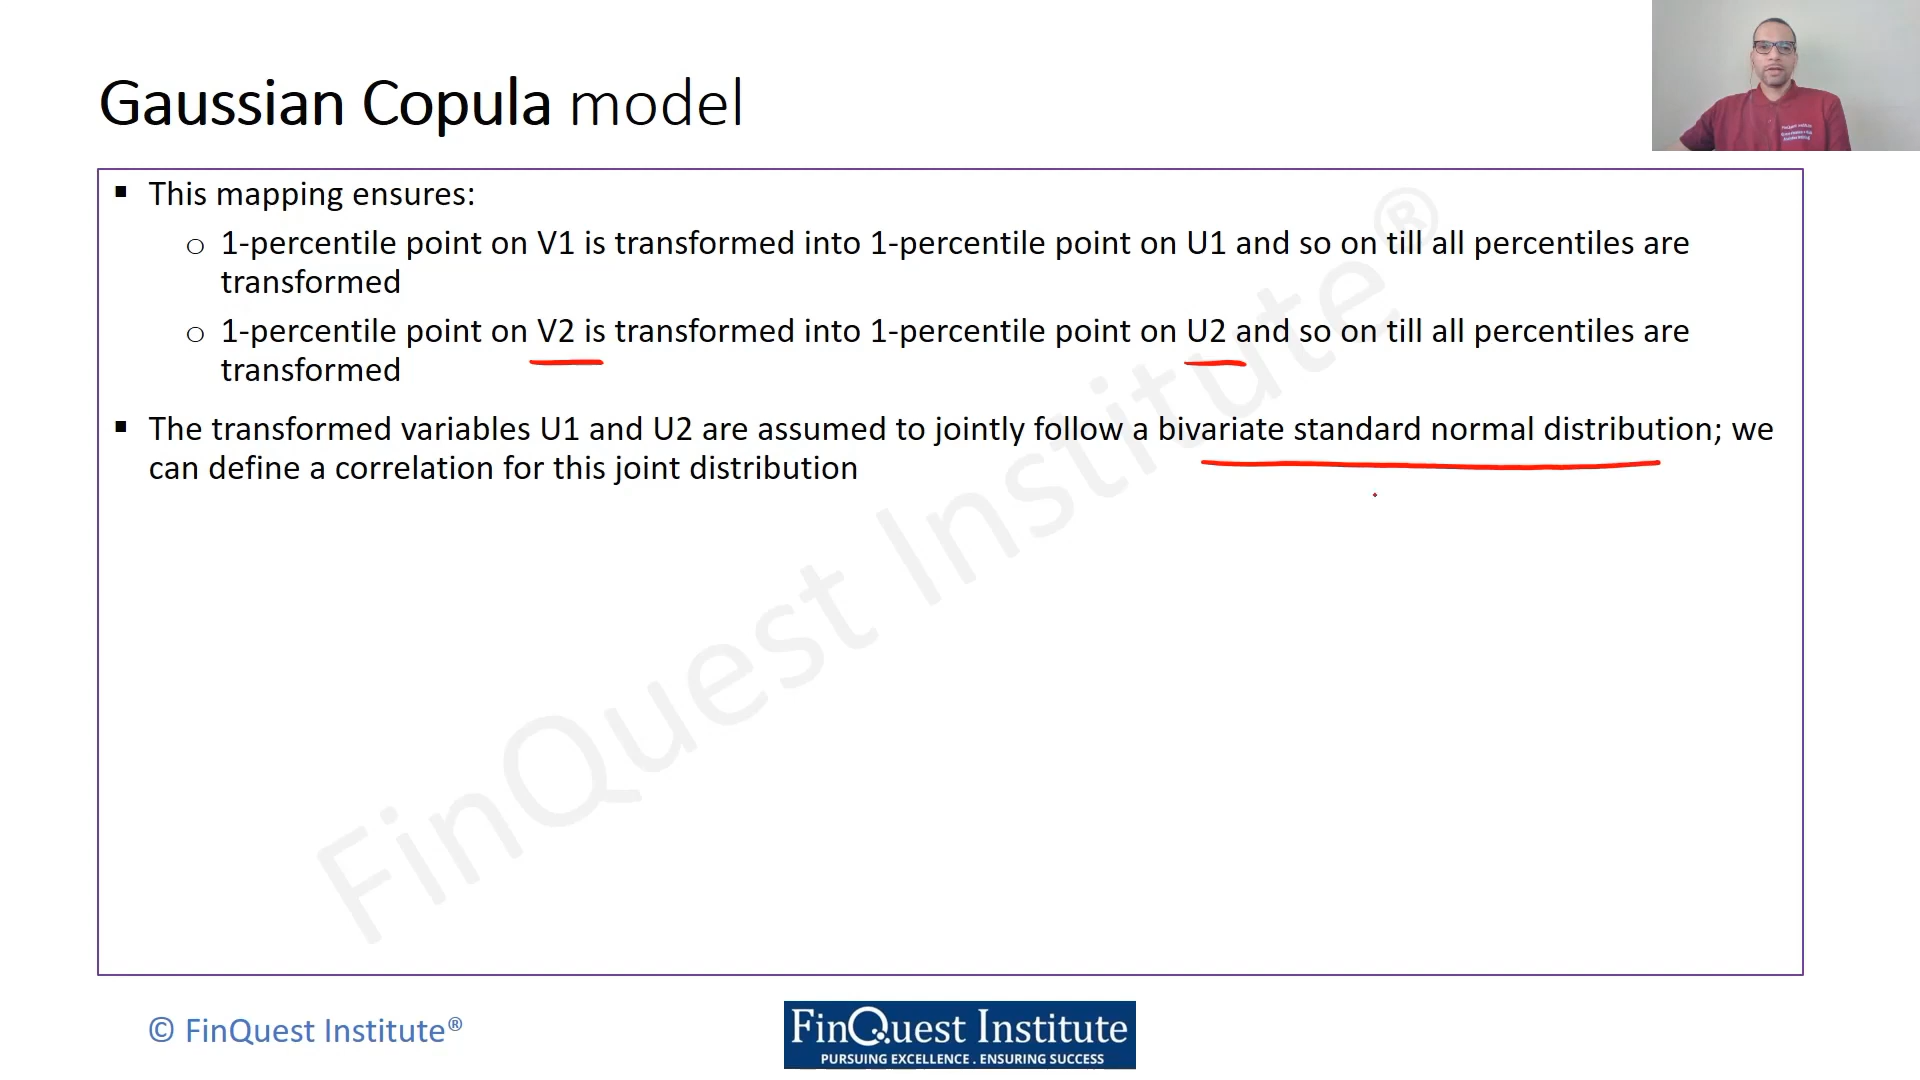 Gaussian Copula model
▪ This mapping ensures:
o 1-percentile point on V1 is transformed into 1-percentile point on U1 and so on till all percentiles are
transformed
o 1-percentile point on V2 is transformed into 1-percentile point on U2 and so on till all percentiles are
transformed
▪ The transformed variables U1 and U2 are assumed to jointly follow a bivariate standard normal distribution; we
can define a correlation for this joint distribution
FinQuest Institute®
© FinQuest Institute®
FinQuest Institute
PURSUING EXCELLENCE . ENSURING SUCCESS